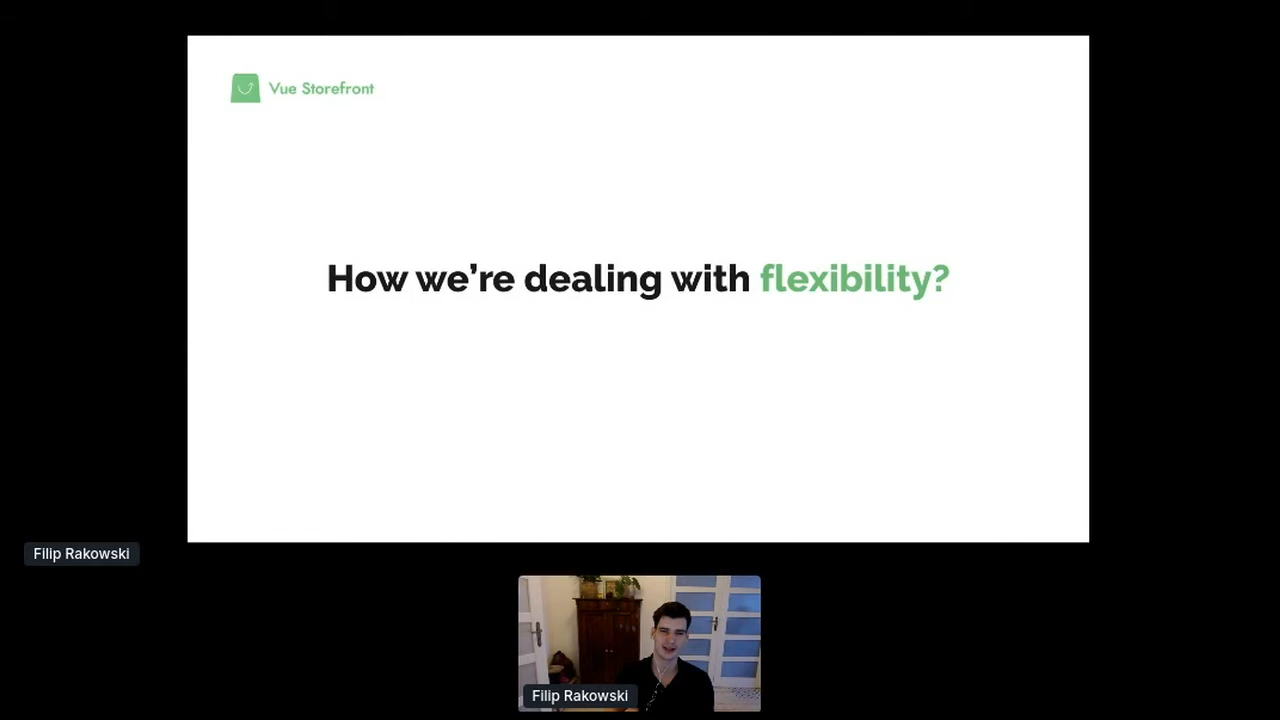 Vue Storefront
How we're dealing with flexibility?
Filip Rakowski
Filip Rakowski